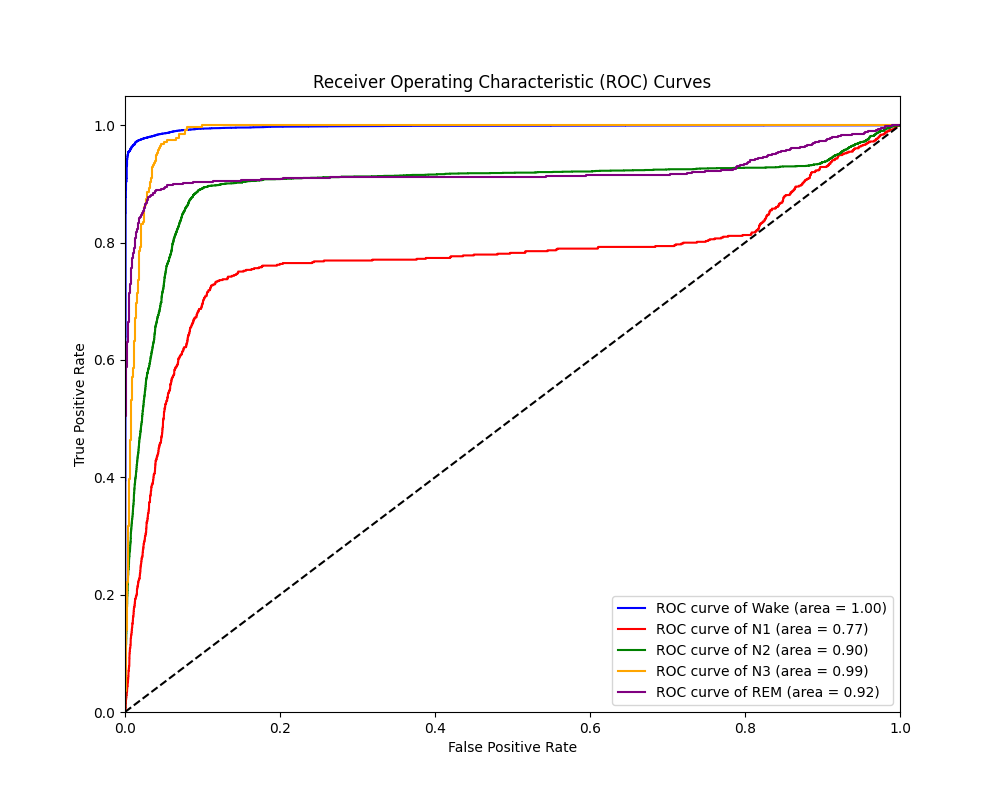 Receiver Operating Characteristic (ROC) Curves
True Positive Rate
1.0
0.8
0.6
0.4
0.2
0.0
ROC curve of Wake (area = 1.00)
ROC curve of N1 (area = 0.77)
ROC curve of N2 (area = 0.90)
ROC curve of N3 (area = 0.99)
ROC curve of REM (area = 0.92)
0.0 0.2 0.4 0.6 0.8 1.0
False Positive Rate